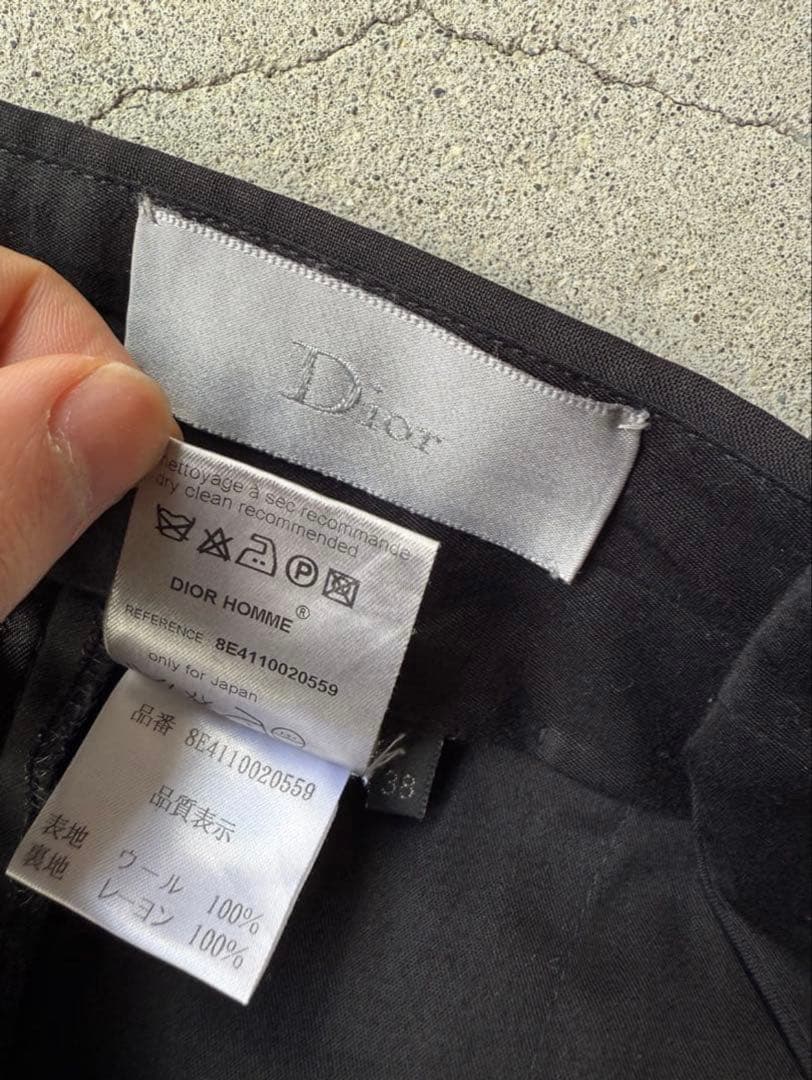 Dior
nettoyage à sec recommande
dry clean recommended
P
DIOR HOMME®
REFERENCE 8E4110020559
only for Japan
38
品番 8E4110020559
品質表示
表地 ウール 100%
裏地 レーヨン 100%